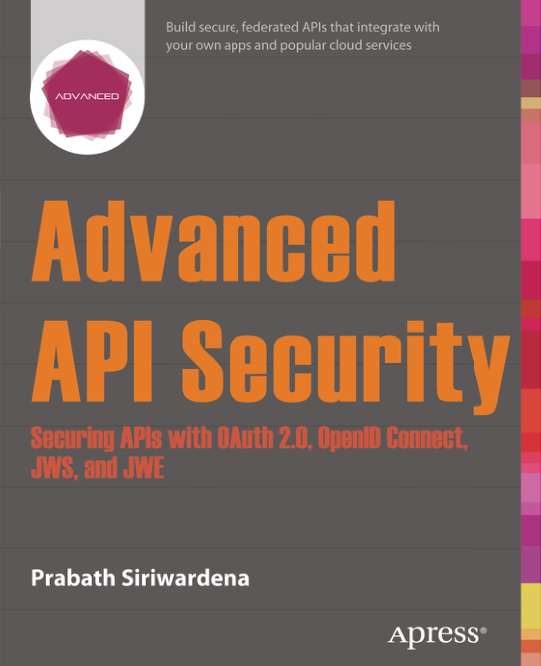 Build secure, federated APIs that integrate with
your own apps and popular cloud services
ADVANCED
Advanced
API Security
Securing APIs with OAuth 2.0, OpenID Connect,
JWS, and JWE
Prabath Siriwardena
Apress®